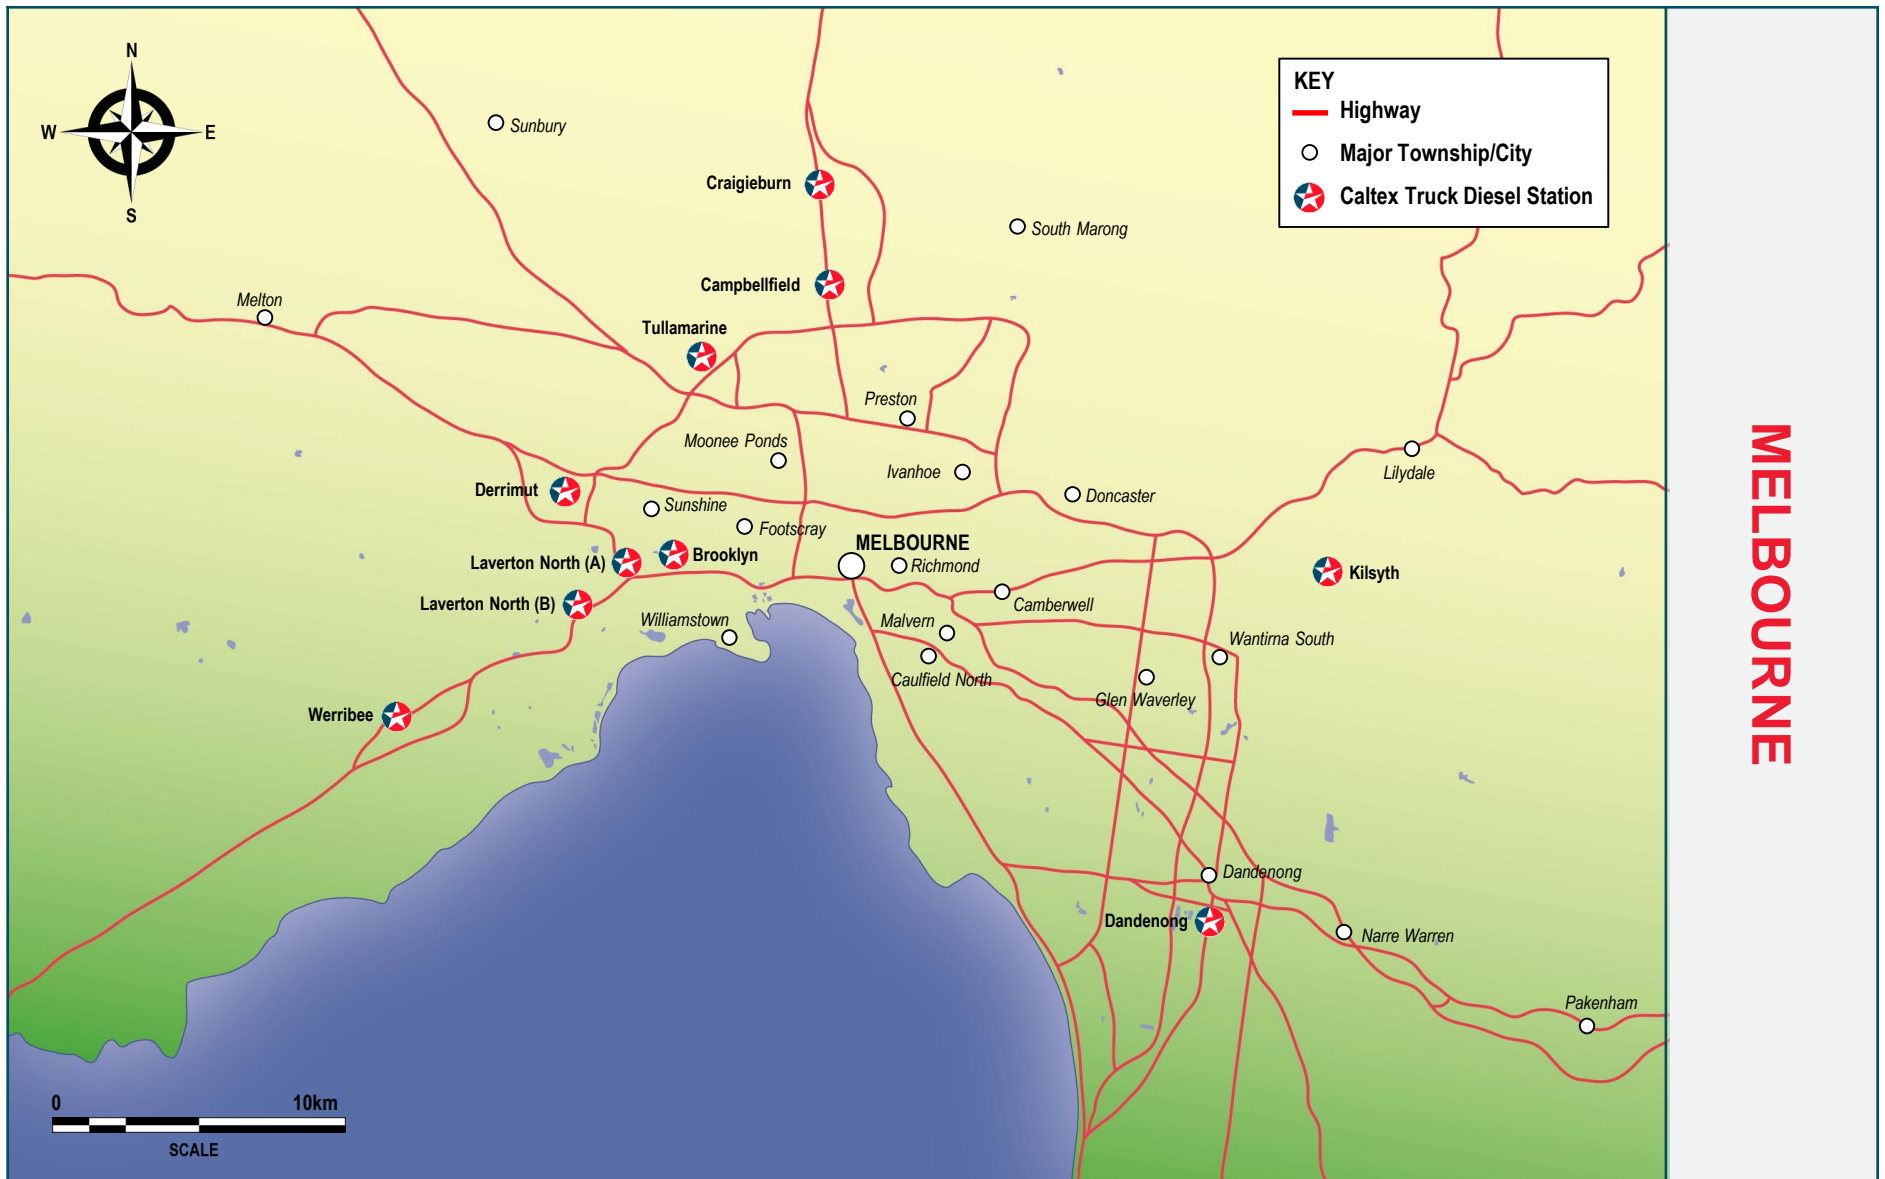 N
W
E
S
KEY
Highway
Major Township/City
Caltex Truck Diesel Station
MELBOURNE
Sunbury
Craigieburn
South Marong
Campbellfield
Melton
Tullamarine
Preston
Moonee Ponds
Ivanhoe
Lilydale
Derrimut
Doncaster
Sunshine
Footscray
MELBOURNE
Brooklyn
Laverton North (A)
Richmond
Kilsyth
Laverton North (B)
Camberwell
Williamstown
Malvern
Wantirna South
Caulfield North
Glen Waverley
Werribee
Dandenong
Dandenong
Narre Warren
Pakenham
0
10km
SCALE